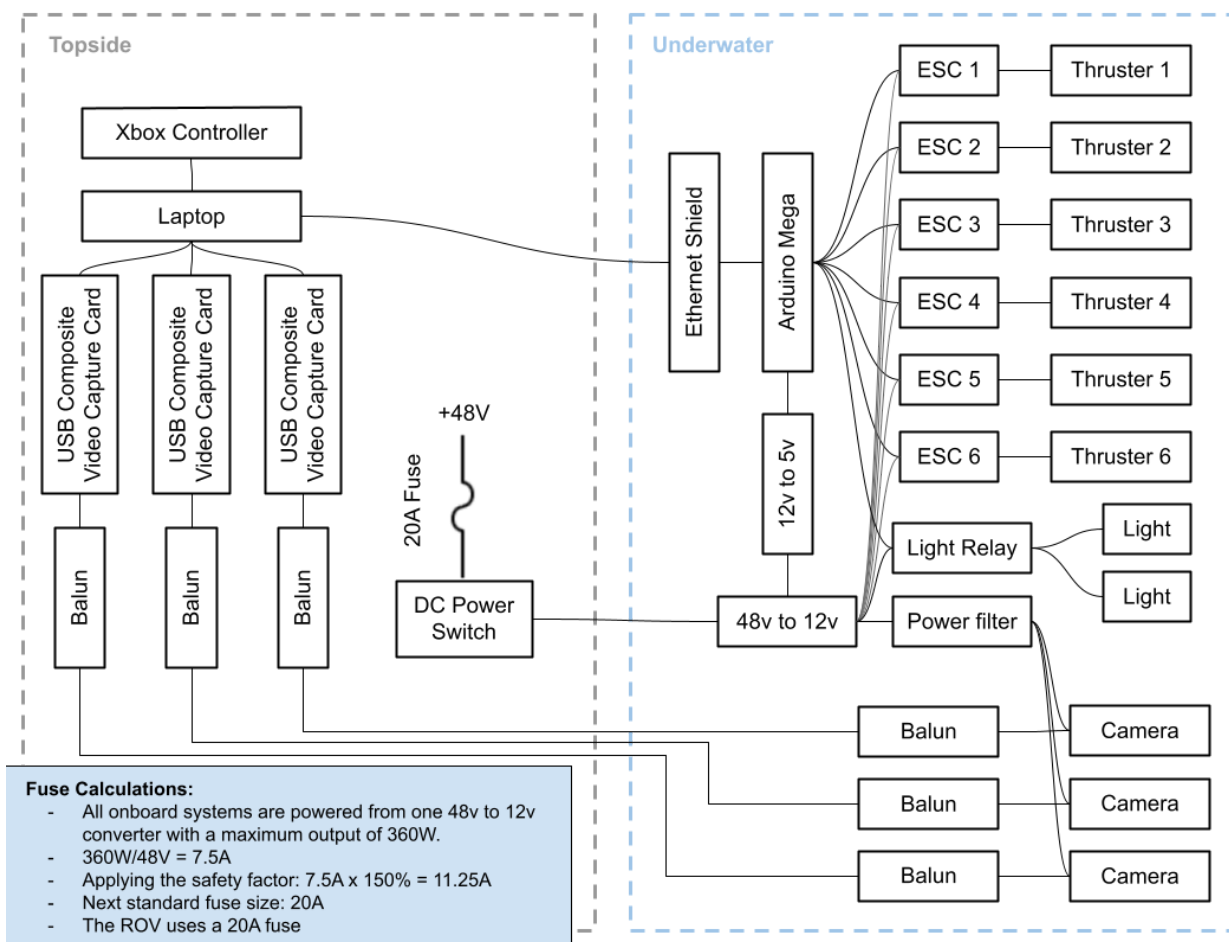 Topside
Xbox Controller
Laptop
USB Composite
Video Capture Card
USB Composite
Video Capture Card
USB Composite
Video Capture Card
Balun
Balun
Balun
+48V
20A Fuse
DC Power
Switch
Fuse Calculations:
- All onboard systems are powered from one 48v to 12v
converter with a maximum output of 360W.
- 360W/48V = 7.5A
- Applying the safety factor: 7.5A x 150% = 11.25A
- Next standard fuse size: 20A
- The ROV uses a 20A fuse
Underwater
Ethernet Shield
Arduino Mega
12v to 5v
48v to 12v
ESC 1
Thruster 1
ESC 2
Thruster 2
ESC 3
Thruster 3
ESC 4
Thruster 4
ESC 5
Thruster 5
ESC 6
Thruster 6
Light Relay
Light
Light
Power filter
Balun
Camera
Balun
Camera
Balun
Camera